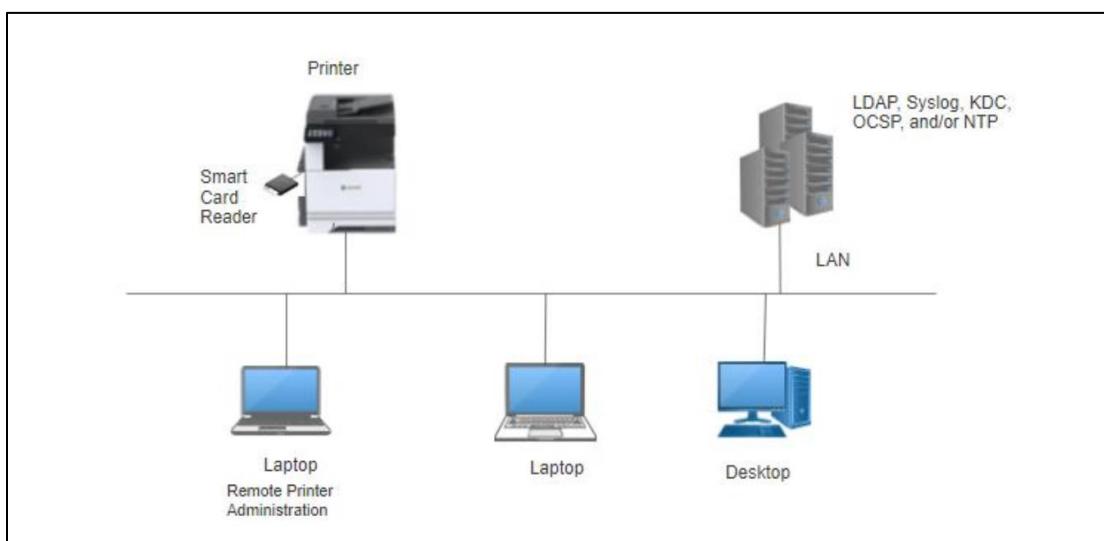 Printer
LDAP, Syslog, KDC,
OCSP, and/or NTP
Smart
Card
Reader
LAN
Laptop
Remote Printer
Administration
Laptop
Desktop